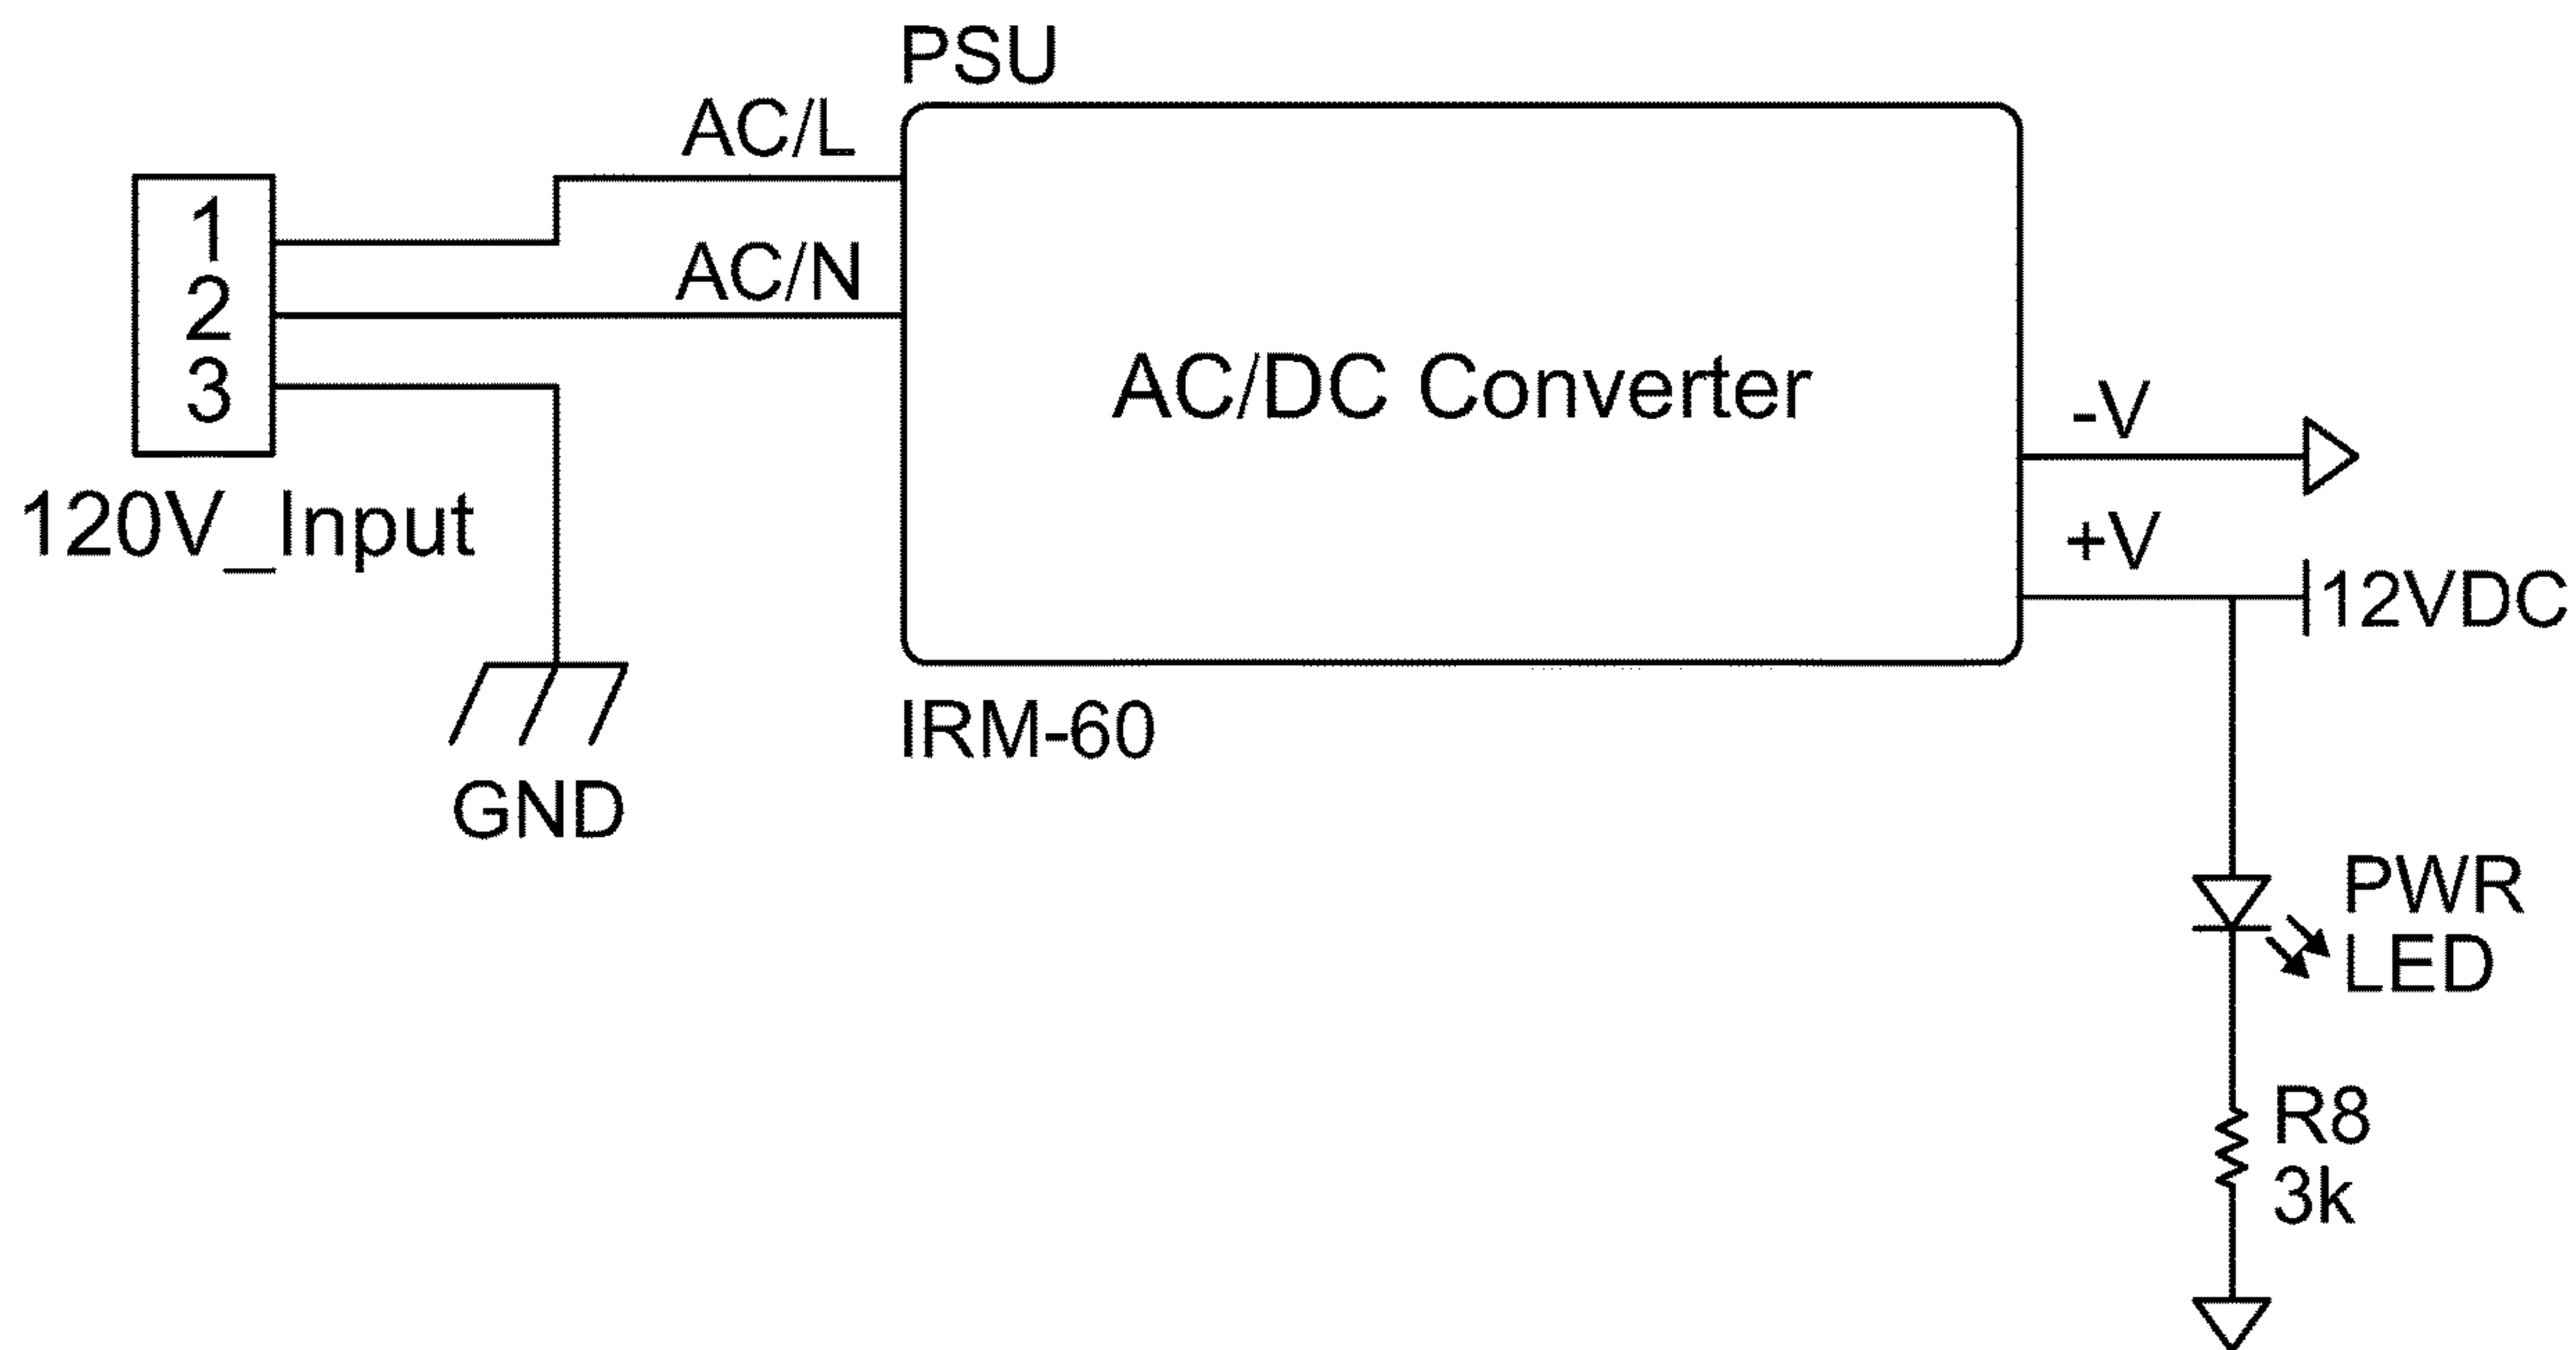 PSU
AC/L
1
AC/N
2
3
AC/DC Converter
-V
120V_Input
+V
12VDC
IRM-60
GND
PWR
LED
R8
3k